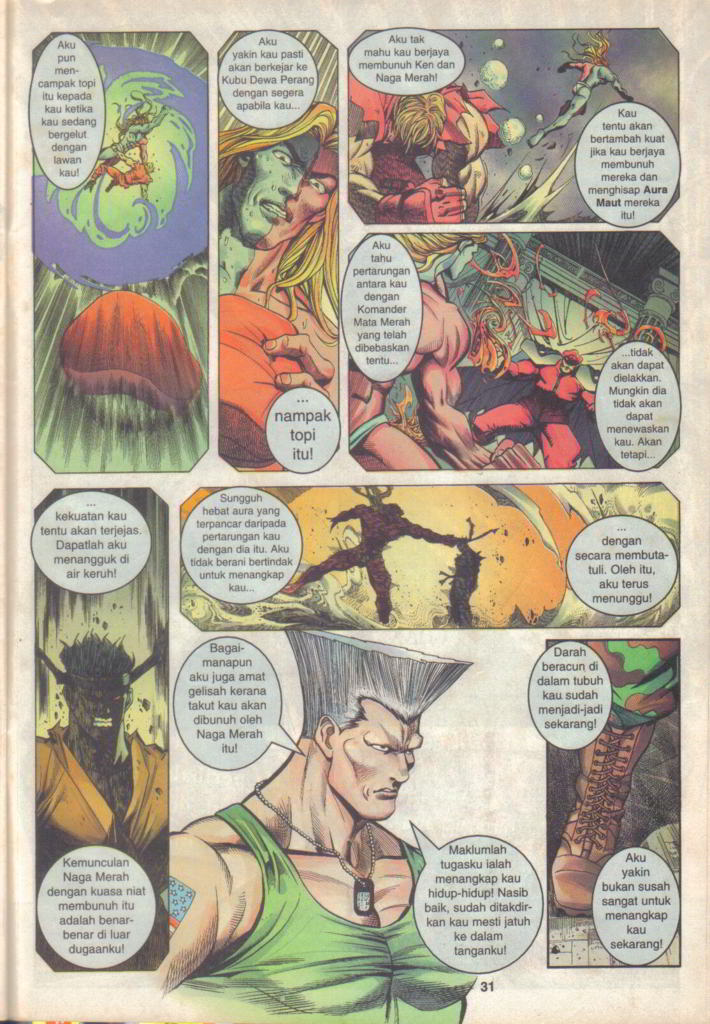 Aku
pun
men-
campak topi
itu kepada
kau ketika
kau sedang
bergelut
dengan
lawan
kau!
Aku
yakin kau pasti
akan berkejar ke
Kubu Dewa Perang
dengan segera
apabila kau...
...
nampak
topi
itu!
Aku tak
mahu kau berjaya
membunuh Ken dan
Naga Merah!
Kau
tentu akan
bertambah kuat
jika kau berjaya
membunuh
mereka dan
menghisap Aura
Maut mereka
itu!
Aku
tahu
pertarungan
antara kau
dengan
Komander
Mata Merah
yang telah
dibebaskan
tentu...
...tidak
akan dapat
dielakkan.
Mungkin dia
tidak akan
dapat
menewaskan
kau. Akan
tetapi...
...
kekuatan kau
tentu akan terjejas.
Dapatlah aku
menangguk di
air keruh!
Sungguh
hebat aura yang
terpancar daripada
pertarungan kau
dengan dia itu. Aku
tidak berani bertindak
untuk menangkap
kau...
...
dengan
secara membuta-
tuli. Oleh itu,
aku terus
menunggu!
Kemunculan
Naga Merah
dengan kuasa niat
membunuh itu
adalah benar-
benar di luar
dugaanku!
Bagai-
manapun
aku juga amat
gelisah kerana
takut kau akan
dibunuh oleh
Naga Merah
itu!
Maklumlah
tugasku ialah
menangkap kau
hidup-hidup! Nasib
baik, sudah ditakdir-
kan kau mesti jatuh
ke dalam
tanganku!
Darah
beracun di
dalam tubuh
kau sudah
menjadi-jadi
sekarang!
Aku
yakin
bukan susah
sangat untuk
menangkap
kau
sekarang!
31